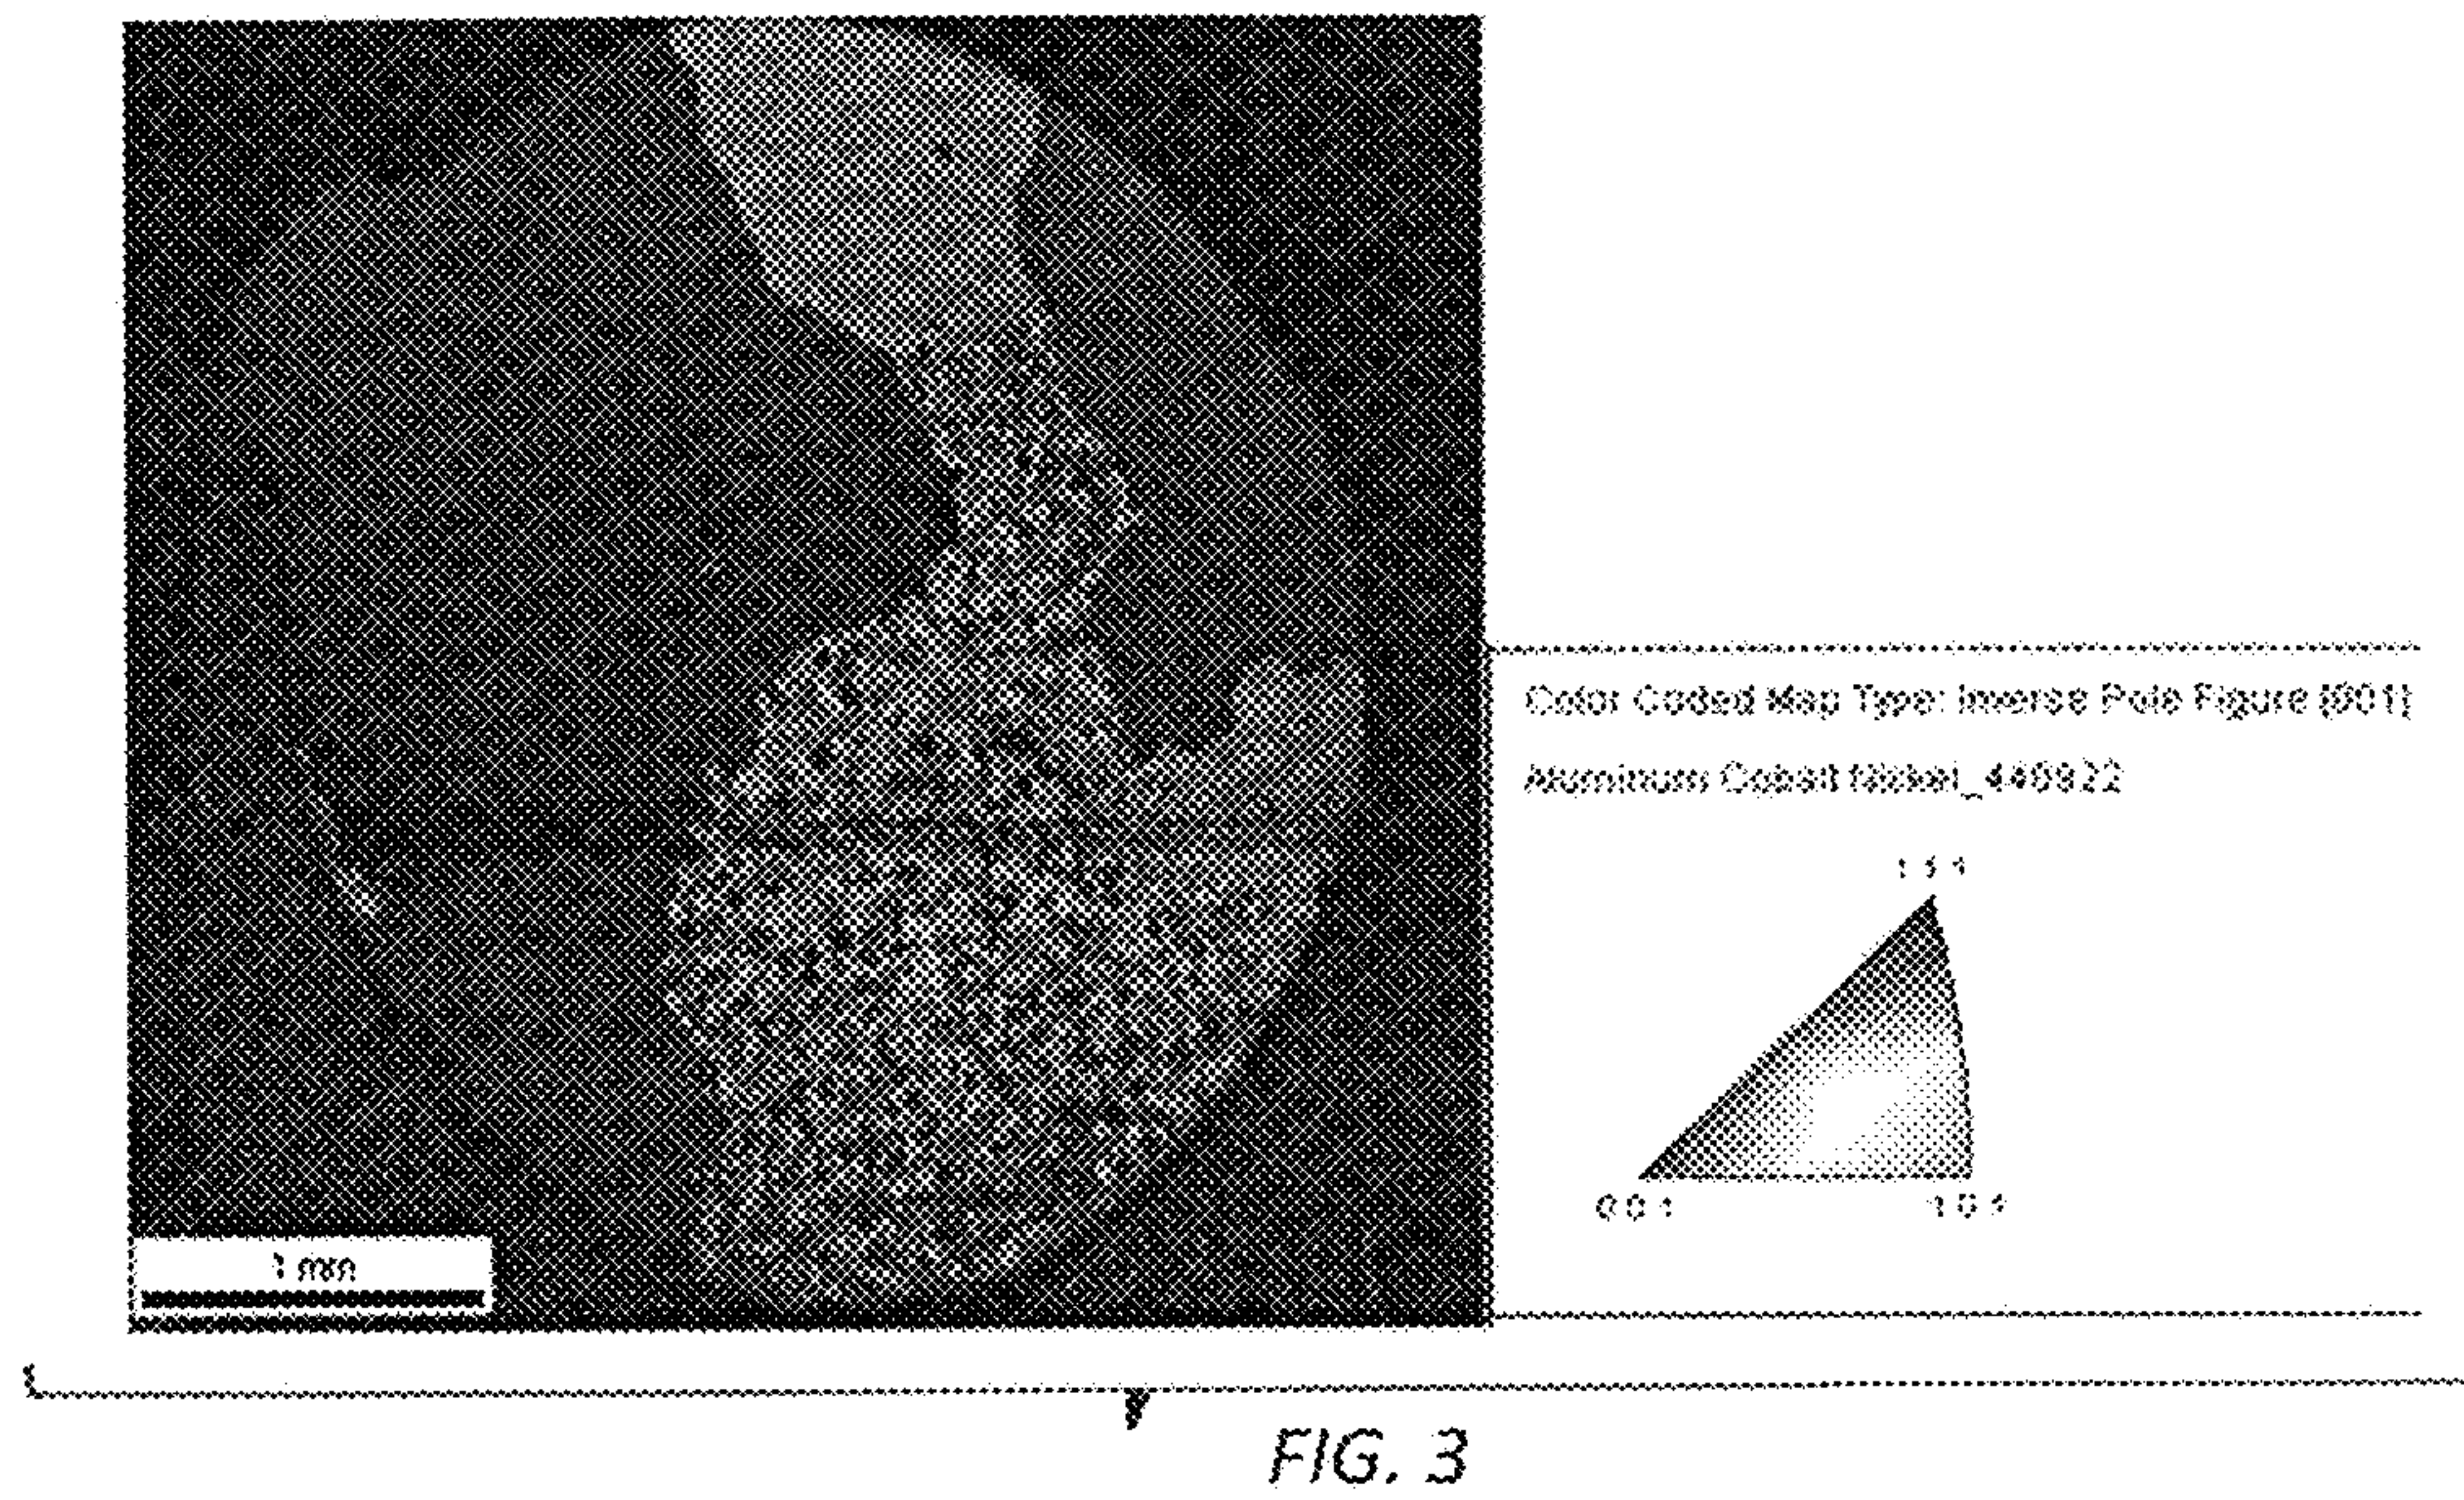 Color Coded Map Type: Inverse Pole Figure [001]
Aluminum Cobalt Nickel_440822
1 1 1
0 0 1
1 0 1
1 mm
FIG. 3